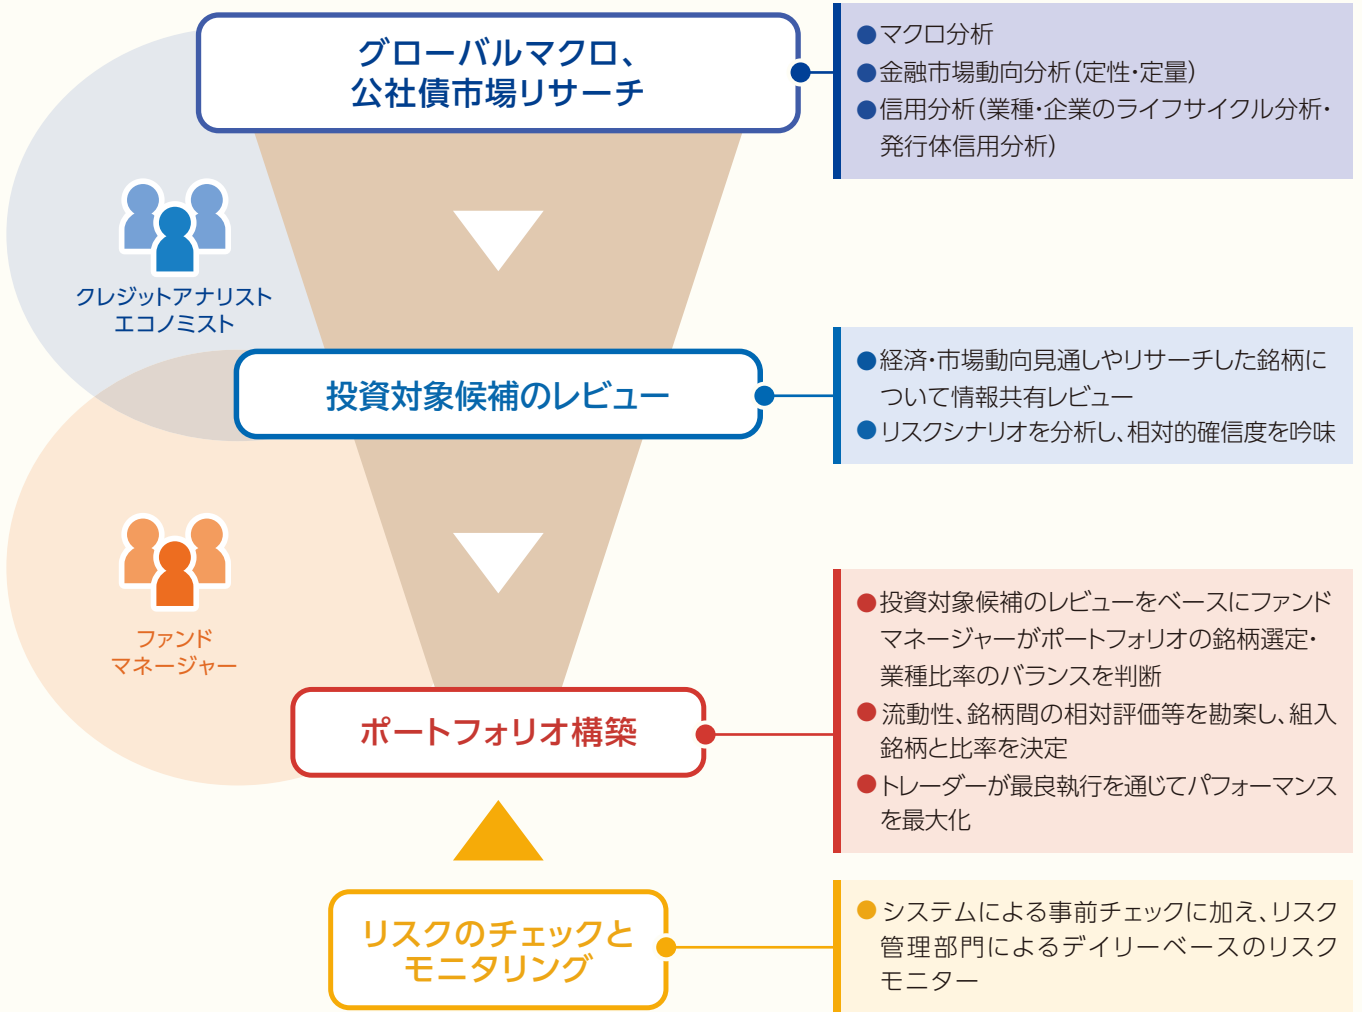 グローバルマクロ、
公社債市場リサーチ
●マクロ分析
●金融市場動向分析(定性・定量)
●信用分析(業種・企業のライフサイクル分析・
発行体信用分析)
クレジットアナリスト
エコノミスト
投資対象候補のレビュー
●経済・市場動向見通しやリサーチした銘柄に
ついて情報共有レビュー
●リスクシナリオを分析し、相対的確信度を吟味
ファンド
マネージャー
ポートフォリオ構築
●投資対象候補のレビューをベースにファンド
マネージャーがポートフォリオの銘柄選定・
業種比率のバランスを判断
●流動性、銘柄間の相対評価等を勘案し、組入
銘柄と比率を決定
●トレーダーが最良執行を通じてパフォーマンス
を最大化
リスクのチェックと
モニタリング
●システムによる事前チェックに加え、リスク
管理部門によるデイリーベースのリスク
モニター